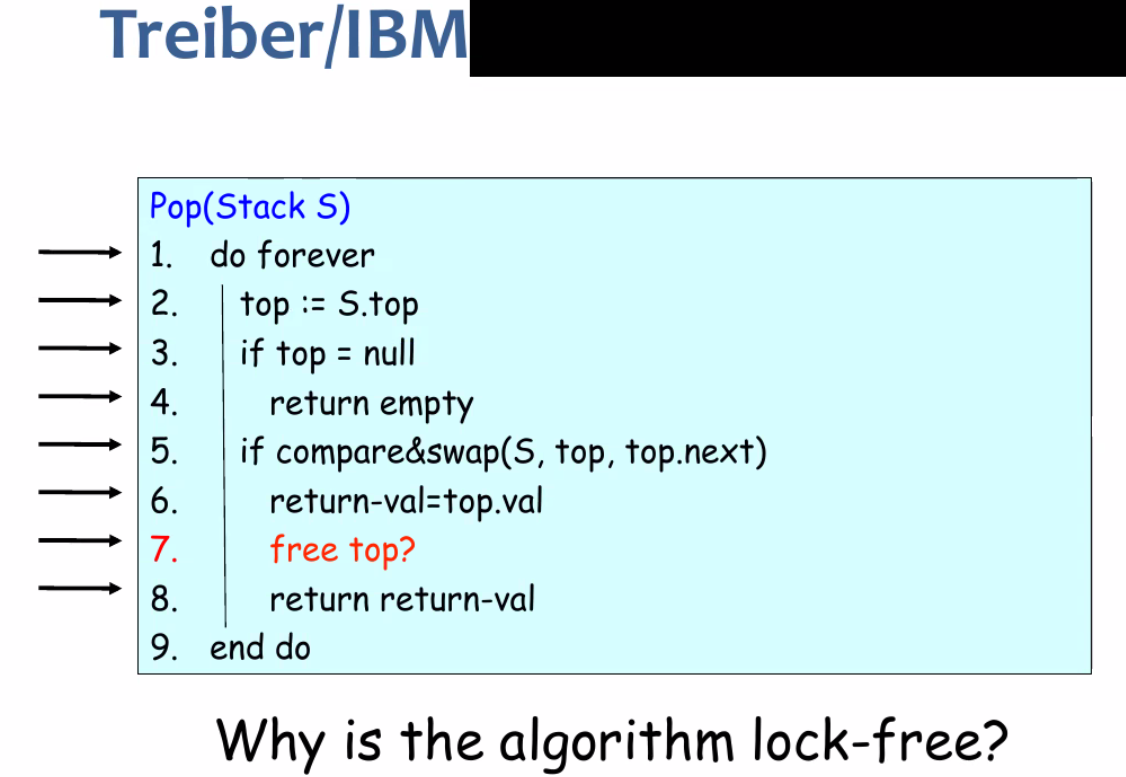 Treiber/IBM
Pop(Stack S)
1. do forever
2. top := S.top
3. if top = null
4. return empty
5. if compare&swap(S, top, top.next)
6. return-val=top.val
7. free top?
8. return return-val
9. end do
Why is the algorithm lock-free?